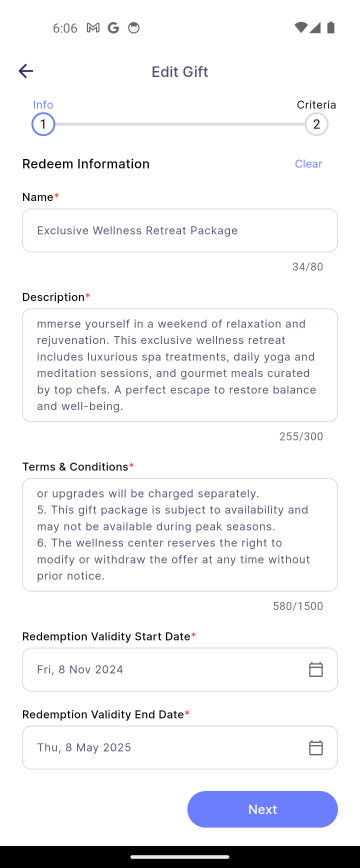 6:06
Edit Gift
Info
Criteria
1
2
Redeem Information
Clear
Name*
Exclusive Wellness Retreat Package
34/80
Description*
mmerse yourself in a weekend of relaxation and
rejuvenation. This exclusive wellness retreat
includes luxurious spa treatments, daily yoga and
meditation sessions, and gourmet meals curated
by top chefs. A perfect escape to restore balance
and well-being.
255/300
Terms & Conditions*
or upgrades will be charged separately.
5. This gift package is subject to availability and
may not be available during peak seasons.
6. The wellness center reserves the right to
modify or withdraw the offer at any time without
prior notice.
580/1500
Redemption Validity Start Date*
Fri, 8 Nov 2024
Redemption Validity End Date*
Thu, 8 May 2025
Next